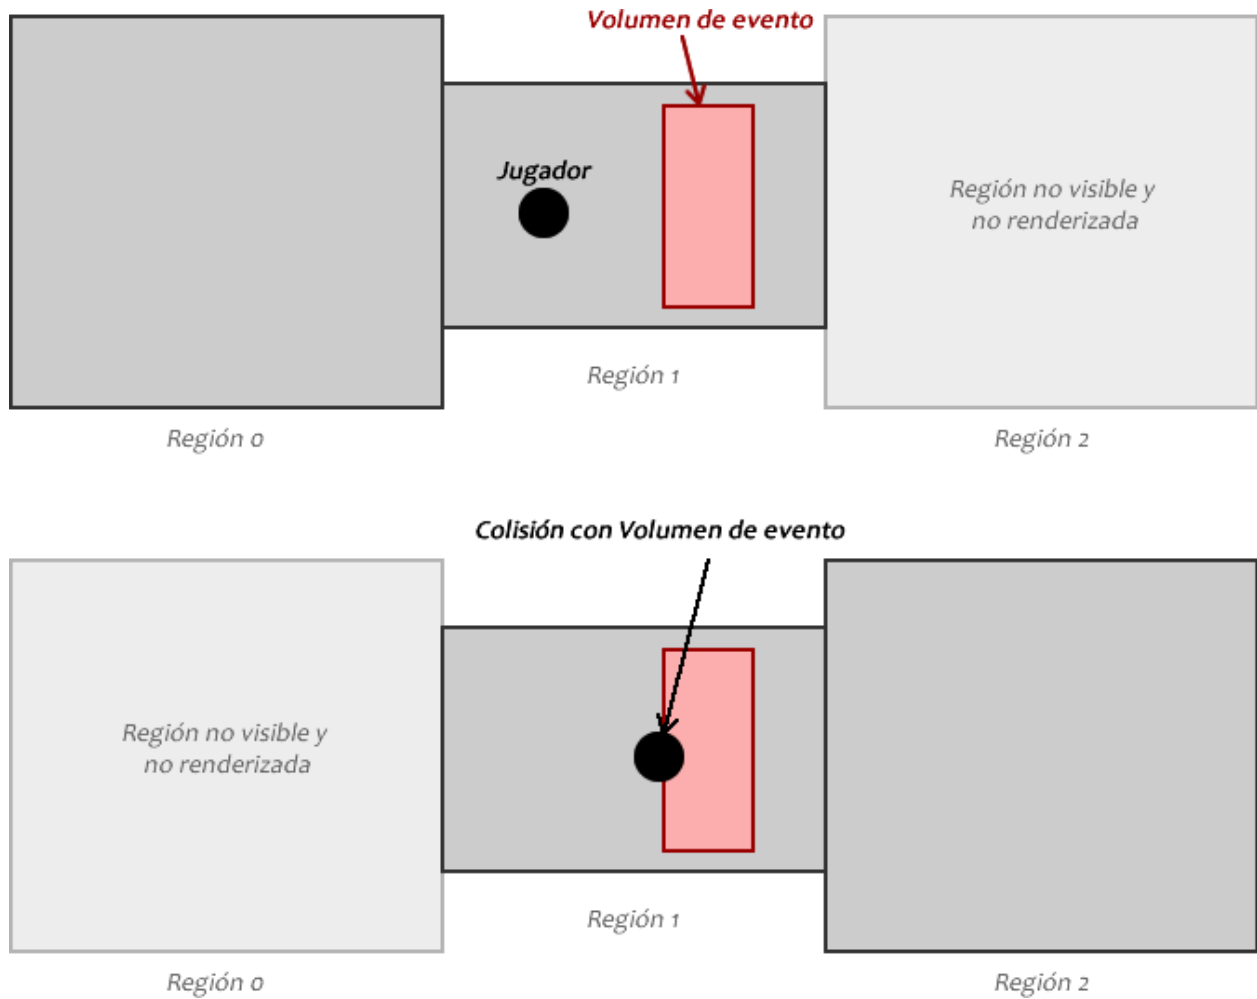 Volumen de evento
Jugador
Región no visible y
no renderizada
Región 1
Región 0
Región 2
Colisión con Volumen de evento
Región no visible y
no renderizada
Región 1
Región 0
Región 2